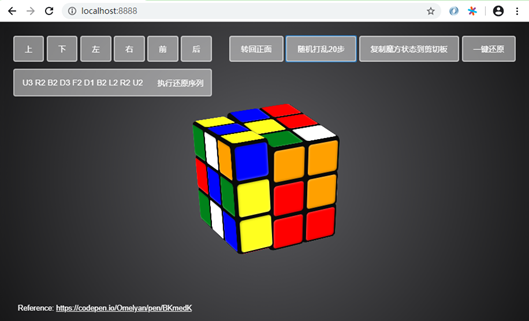 localhost:8888
上 下 左 右 前 后 转回正面 随机打乱20步 复制魔方状态到剪切板 一键还原
U3 R2 B2 D3 F2 D1 B2 L2 R2 U2 执行还原序列
Reference: https://codepen.io/Omelyan/pen/BKmedK